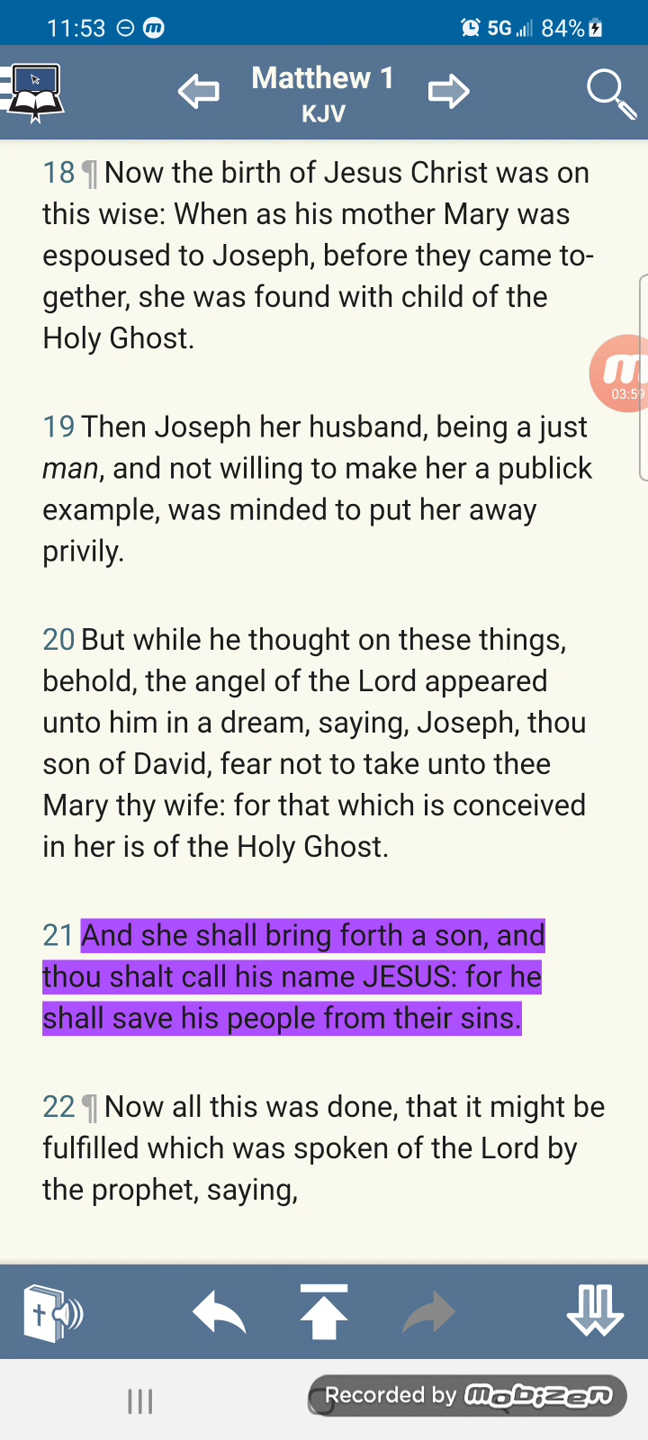 11:53
5G
84%
Matthew 1
KJV
18 ¶ Now the birth of Jesus Christ was on
this wise: When as his mother Mary was
espoused to Joseph, before they came to-
gether, she was found with child of the
Holy Ghost.
m
03:59
19 Then Joseph her husband, being a just
man, and not willing to make her a publick
example, was minded to put her away
privily.
20 But while he thought on these things,
behold, the angel of the Lord appeared
unto him in a dream, saying, Joseph, thou
son of David, fear not to take unto thee
Mary thy wife: for that which is conceived
in her is of the Holy Ghost.
21 And she shall bring forth a son, and
thou shalt call his name JESUS: for he
shall save his people from their sins.
22 ¶ Now all this was done, that it might be
fulfilled which was spoken of the Lord by
the prophet, saying,
Recorded by mobizen